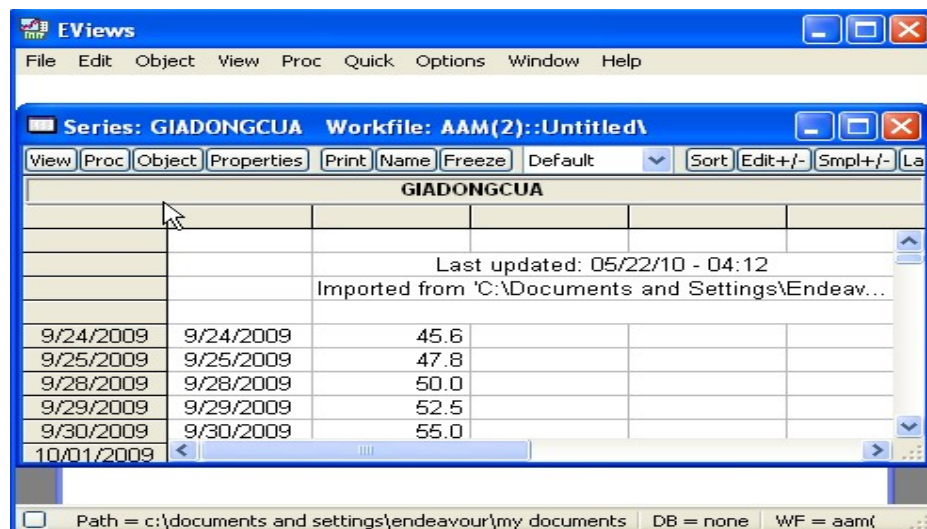 EViews
File Edit Object View Proc Quick Options Window Help
Series: GIADONGCUA Workfile: AAM(2)::Untitled\
View Proc Object Properties Print Name Freeze Default Sort Edit+/- Smpl+/- La
GIADONGCUA
Last updated: 05/22/10 - 04:12
Imported from 'C:\Documents and Settings\Endeav...
9/24/2009 9/24/2009 45.6
9/25/2009 9/25/2009 47.8
9/28/2009 9/28/2009 50.0
9/29/2009 9/29/2009 52.5
9/30/2009 9/30/2009 55.0
10/01/2009
Path = c:\documents and settings\endeavour\my documents DB = none WF = aam(